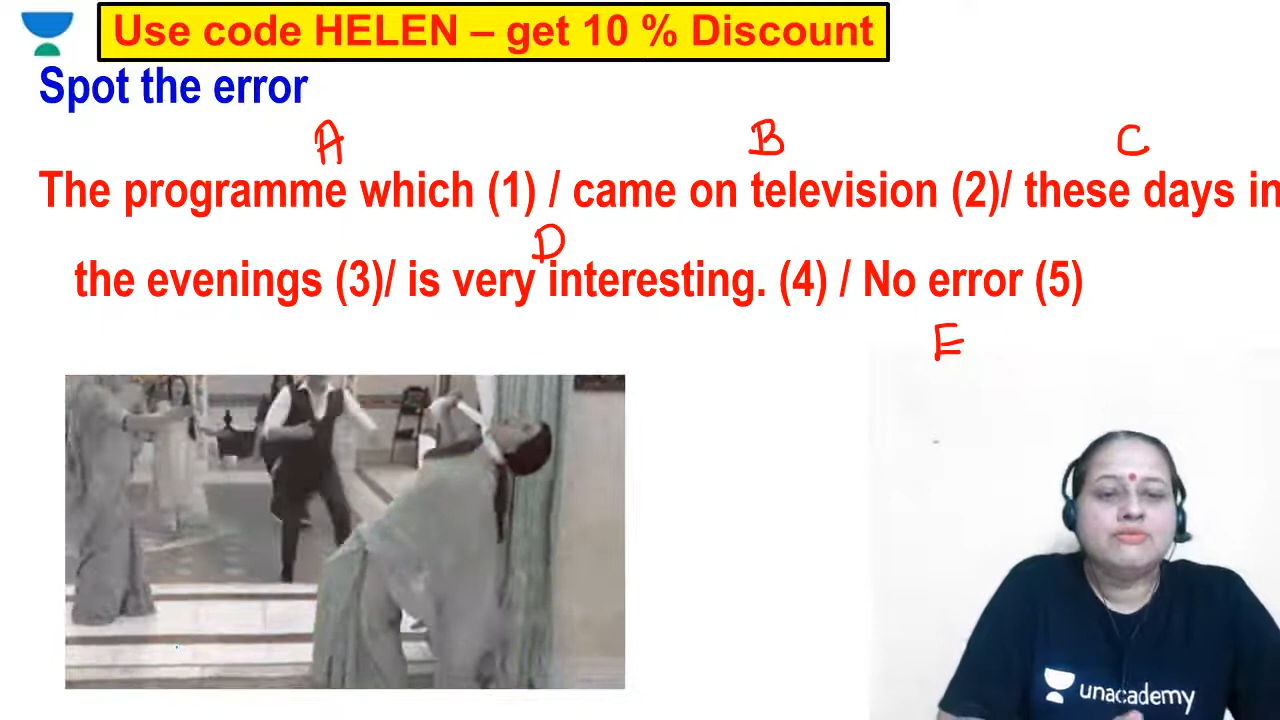 Use code HELEN – get 10 % Discount
Spot the error
A B C
The programme which (1) / came on television (2)/ these days in
D
the evenings (3)/ is very interesting. (4) / No error (5)
E
unacademy